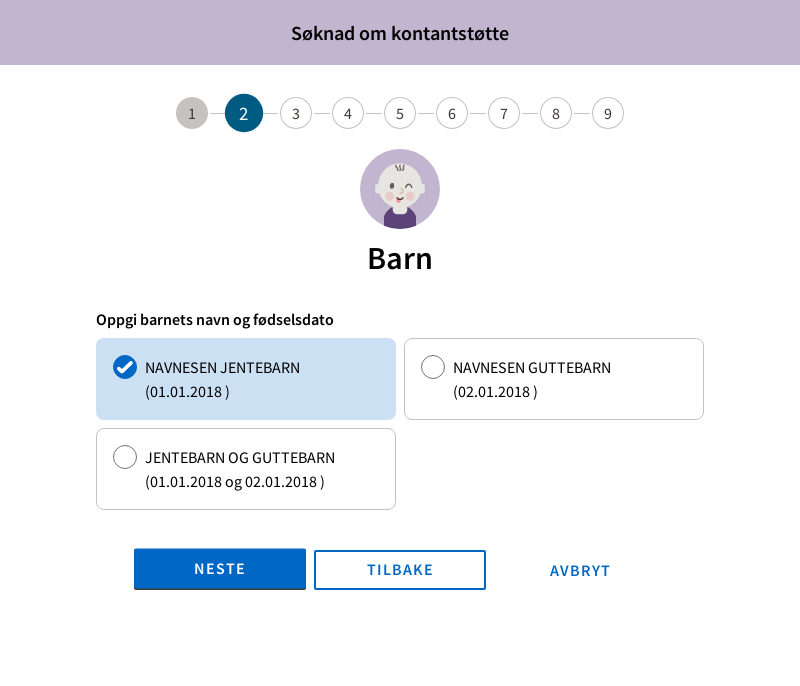 Søknad om kontantstøtte
1 2 3 4 5 6 7 8 9
Barn
Oppgi barnets navn og fødselsdato
NAVNESEN JENTEBARN
(01.01.2018 )
NAVNESEN GUTTEBARN
(02.01.2018 )
JENTEBARN OG GUTTEBARN
(01.01.2018 og 02.01.2018 )
NESTE TILBAKE AVBRYT